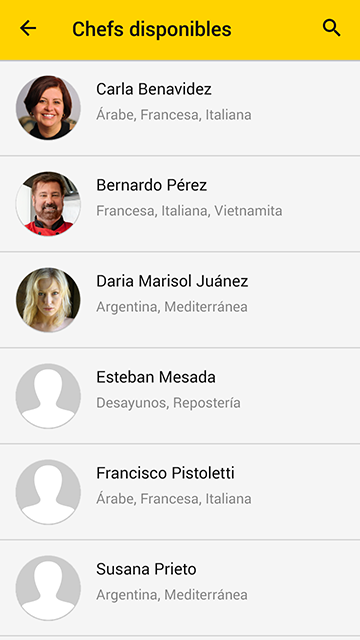 Chefs disponibles
Carla Benavidez
Árabe, Francesa, Italiana
Bernardo Pérez
Francesa, Italiana, Vietnamita
Daria Marisol Juánez
Argentina, Mediterránea
Esteban Mesada
Desayunos, Repostería
Francisco Pistoletti
Árabe, Francesa, Italiana
Susana Prieto
Argentina, Mediterránea